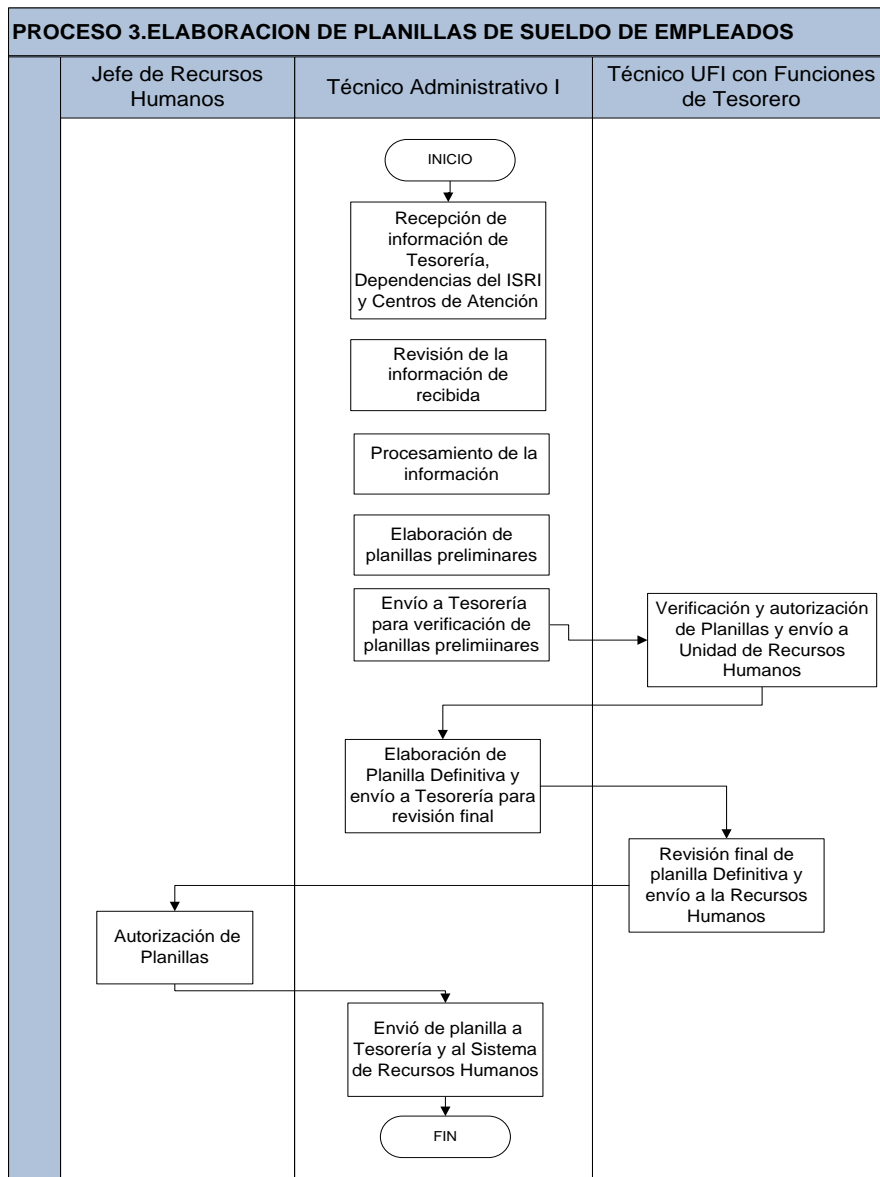 PROCESO 3.ELABORACION DE PLANILLAS DE SUELDO DE EMPLEADOS
Jefe de Recursos
Humanos
Técnico Administrativo I
Técnico UFI con Funciones
de Tesorero
INICIO
Recepción de
información de
Tesorería,
Dependencias del ISRI
y Centros de Atención
Revisión de la
información de
recibida
Procesamiento de la
información
Elaboración de
planillas preliminares
Envío a Tesorería
para verificación de
planillas prelimiinares
Verificación y autorización
de Planillas y envío a
Unidad de Recursos
Humanos
Elaboración de
Planilla Definitiva y
envío a Tesorería para
revisión final
Revisión final de
planilla Definitiva y
envío a la Recursos
Humanos
Autorización de
Planillas
Envió de planilla a
Tesorería y al Sistema
de Recursos Humanos
FIN